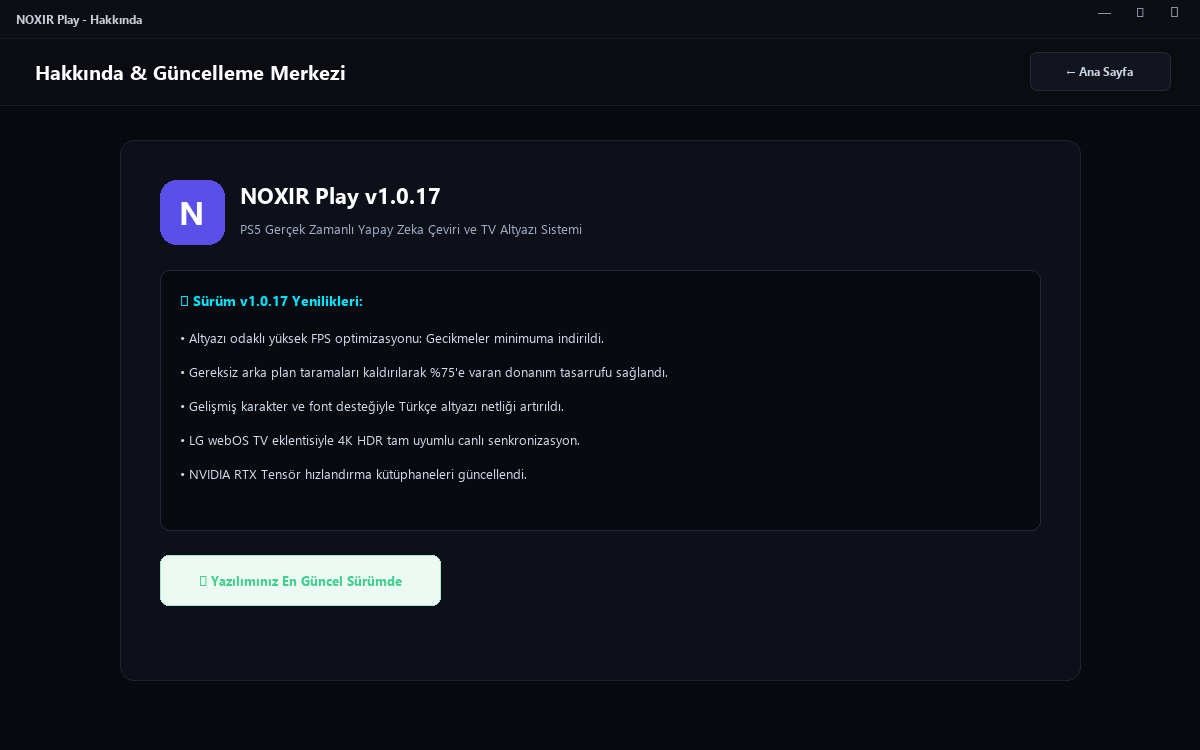 NOXIR Play - Hakkında
Hakkında & Güncelleme Merkezi
← Ana Sayfa
N
NOXIR Play v1.0.17
PS5 Gerçek Zamanlı Yapay Zeka Çeviri ve TV Altyazı Sistemi
Sürüm v1.0.17 Yenilikleri:
• Altyazı odaklı yüksek FPS optimizasyonu: Gecikmeler minimuma indirildi.
• Gereksiz arka plan taramaları kaldırılarak %75'e varan donanım tasarrufu sağlandı.
• Gelişmiş karakter ve font desteğiyle Türkçe altyazı netliği artırıldı.
• LG webOS TV eklentisiyle 4K HDR tam uyumlu canlı senkronizasyon.
• NVIDIA RTX Tensör hızlandırma kütüphaneleri güncellendi.
Yazılımınız En Güncel Sürümde